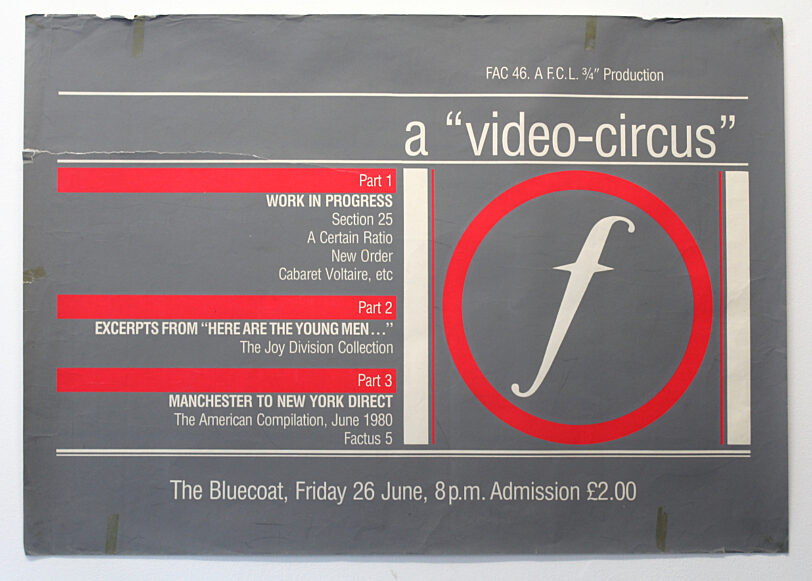 FAC 46. A F.C.L. ¾" Production
a “video-circus”
Part 1
WORK IN PROGRESS
Section 25
A Certain Ratio
New Order
Cabaret Voltaire, etc
Part 2
EXCERPTS FROM “HERE ARE THE YOUNG MEN...”
The Joy Division Collection
Part 3
MANCHESTER TO NEW YORK DIRECT
The American Compilation, June 1980
Factus 5
f
The Bluecoat, Friday 26 June, 8p.m. Admission £2.00